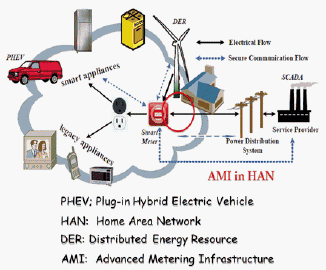 DER
PHEV
Electrical Flow
Secure Communication Flow
smart appliances
SCADA
legacy appliances
Smart
Meter
Power Distribution
System
Service Provider
AMI in HAN
PHEV; Plug-in Hybrid Electric Vehicle
HAN: Home Area Network
DER: Distributed Energy Resource
AMI: Advanced Metering Infrastructure